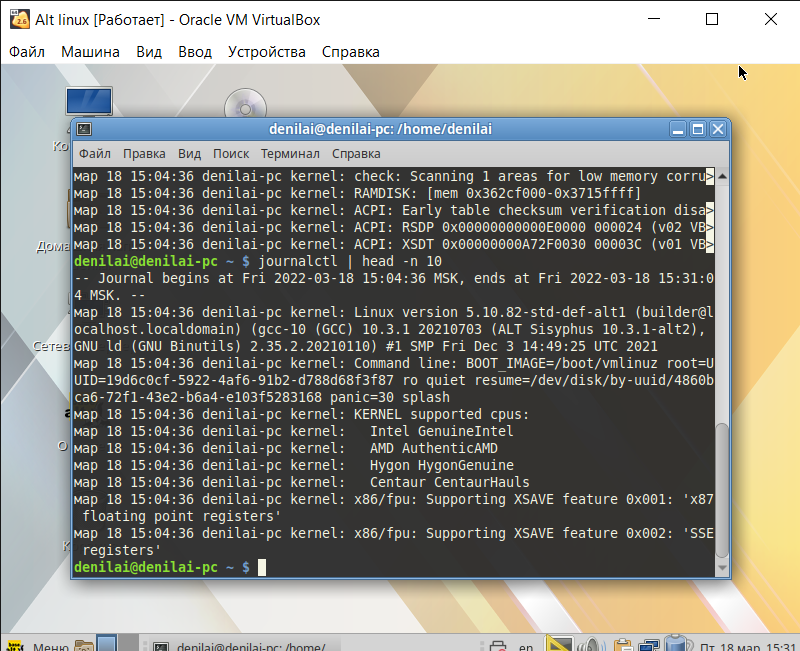 Alt linux [Работает] - Oracle VM VirtualBox
Файл Машина Вид Ввод Устройства Справка
denilai@denilai-pc: /home/denilai
Файл Правка Вид Поиск Терминал Справка
мар 18 15:04:36 denilai-pc kernel: check: Scanning 1 areas for low memory corru>
мар 18 15:04:36 denilai-pc kernel: RAMDISK: [mem 0x362cf000-0x3715ffff]
мар 18 15:04:36 denilai-pc kernel: ACPI: Early table checksum verification disa>
мар 18 15:04:36 denilai-pc kernel: ACPI: RSDP 0x00000000000E0000 000024 (v02 VB>
мар 18 15:04:36 denilai-pc kernel: ACPI: XSDT 0x00000000A72F0030 00003C (v01 VB>
denilai@denilai-pc ~ $ journalctl | head -n 10
-- Journal begins at Fri 2022-03-18 15:04:36 MSK, ends at Fri 2022-03-18 15:31:0
4 MSK. --
мар 18 15:04:36 denilai-pc kernel: Linux version 5.10.82-std-def-alt1 (builder@l
ocalhost.localdomain) (gcc-10 (GCC) 10.3.1 20210703 (ALT Sisyphus 10.3.1-alt2),
GNU ld (GNU Binutils) 2.35.2.20210110) #1 SMP Fri Dec 3 14:49:25 UTC 2021
мар 18 15:04:36 denilai-pc kernel: Command line: BOOT_IMAGE=/boot/vmlinuz root=U
UID=19d6c0cf-5922-4af6-91b2-d788d68f3f87 ro quiet resume=/dev/disk/by-uuid/4860b
ca6-72f1-43e2-b6a4-e103f5283168 panic=30 splash
мар 18 15:04:36 denilai-pc kernel: KERNEL supported cpus:
мар 18 15:04:36 denilai-pc kernel:   Intel GenuineIntel
мар 18 15:04:36 denilai-pc kernel:   AMD AuthenticAMD
мар 18 15:04:36 denilai-pc kernel:   Hygon HygonGenuine
мар 18 15:04:36 denilai-pc kernel:   Centaur CentaurHauls
мар 18 15:04:36 denilai-pc kernel: x86/fpu: Supporting XSAVE feature 0x001: 'x87
 floating point registers'
мар 18 15:04:36 denilai-pc kernel: x86/fpu: Supporting XSAVE feature 0x002: 'SSE
 registers'
denilai@denilai-pc ~ $
Меню denilai@denilai-pc: /home/ en Пт, 18 мар, 15:31